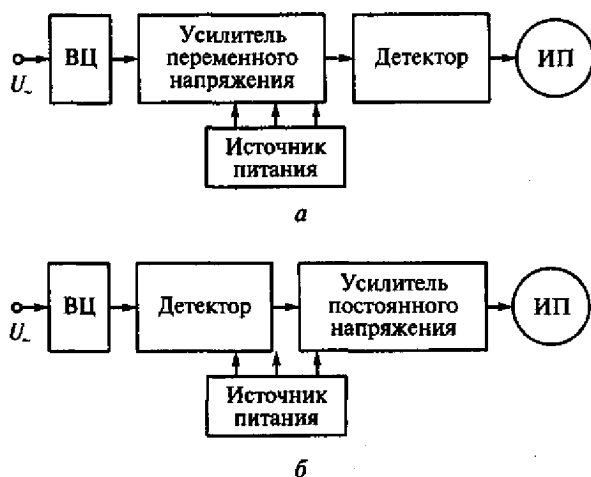 U~
ВЦ
Усилитель
переменного
напряжения
Детектор
ИП
Источник
питания
а
U~
ВЦ
Детектор
Усилитель
постоянного
напряжения
ИП
Источник
питания
б